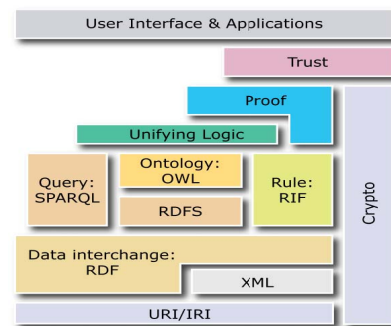 User Interface & Applications
Trust
Proof
Unifying Logic
Query:
SPARQL
Ontology:
OWL
RDFS
Rule:
RIF
Crypto
Data interchange:
RDF
XML
URI/IRI